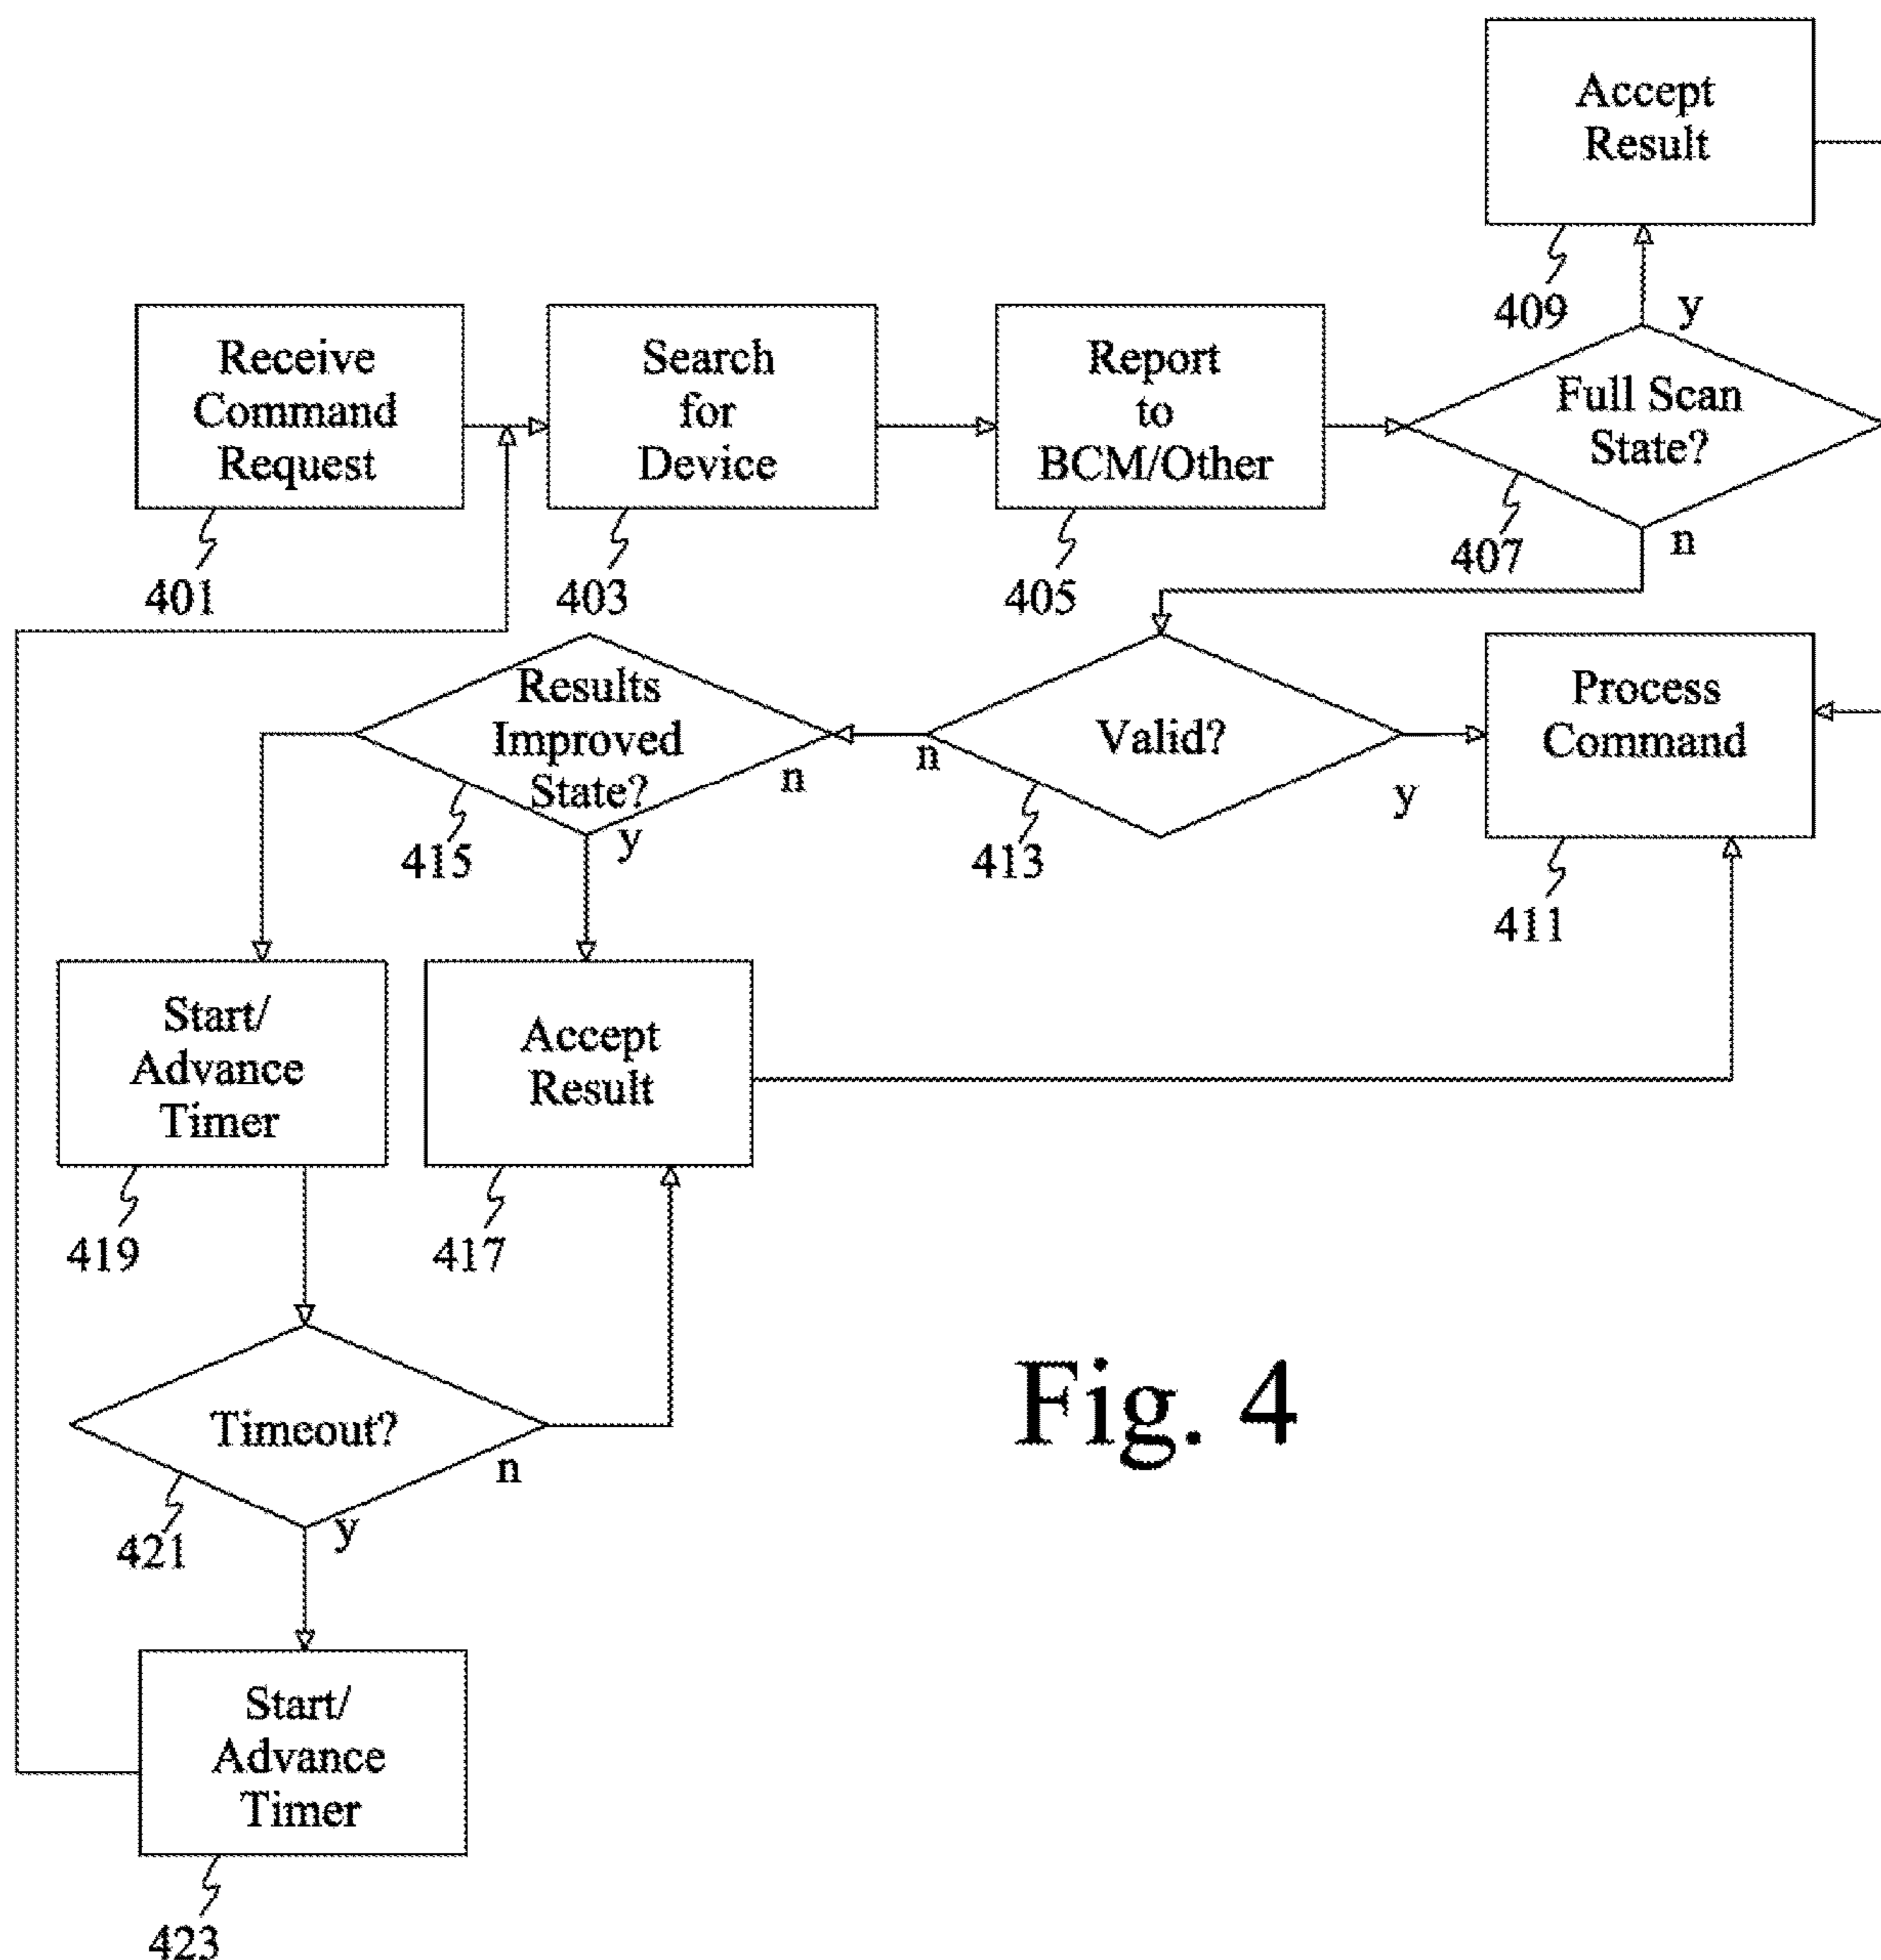 Accept
Result
409
y
Receive
Command
Request
401
Search
for
Device
403
Report
to
BCM/Other
405
Full Scan
State?
407
n
Results
Improved
State?
415
n
y
Valid?
413
n
y
Process
Command
411
Start/
Advance
Timer
419
Accept
Result
417
Timeout?
421
n
y
Start/
Advance
Timer
423
Fig. 4